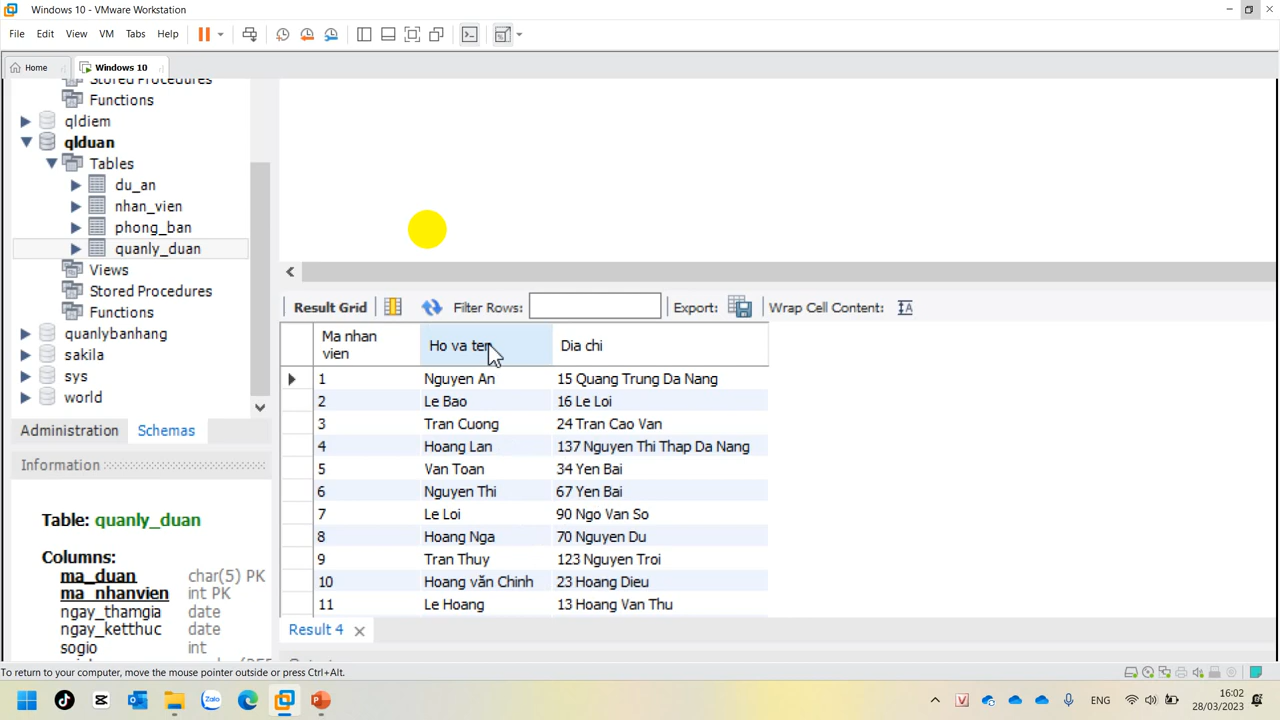 Windows 10 - VMware Workstation
File Edit View VM Tabs Help
Home Windows 10
Stored Procedures
Functions
qldiem
qlduan
Tables
du_an
nhan_vien
phong_ban
quanly_duan
Views
Stored Procedures
Functions
quanlybanhang
sakila
sys
world
Administration Schemas
Information
Table: quanly_duan
Columns:
ma_duan char(5) PK
ma_nhanvien int PK
ngay_thamgia date
ngay_ketthuc date
sogio int
Result Grid Filter Rows: Export: Wrap Cell Content:
Ma nhan vien Ho va ten Dia chi
1 Nguyen An 15 Quang Trung Da Nang
2 Le Bao 16 Le Loi
3 Tran Cuong 24 Tran Cao Van
4 Hoang Lan 137 Nguyen Thi Thap Da Nang
5 Van Toan 34 Yen Bai
6 Nguyen Thi 67 Yen Bai
7 Le Loi 90 Ngo Van So
8 Hoang Nga 70 Nguyen Du
9 Tran Thuy 123 Nguyen Troi
10 Hoang văn Chinh 23 Hoang Dieu
11 Le Hoang 13 Hoang Van Thu
Result 4
To return to your computer, move the mouse pointer outside or press Ctrl+Alt.
Zalo
ENG
16:02
28/03/2023